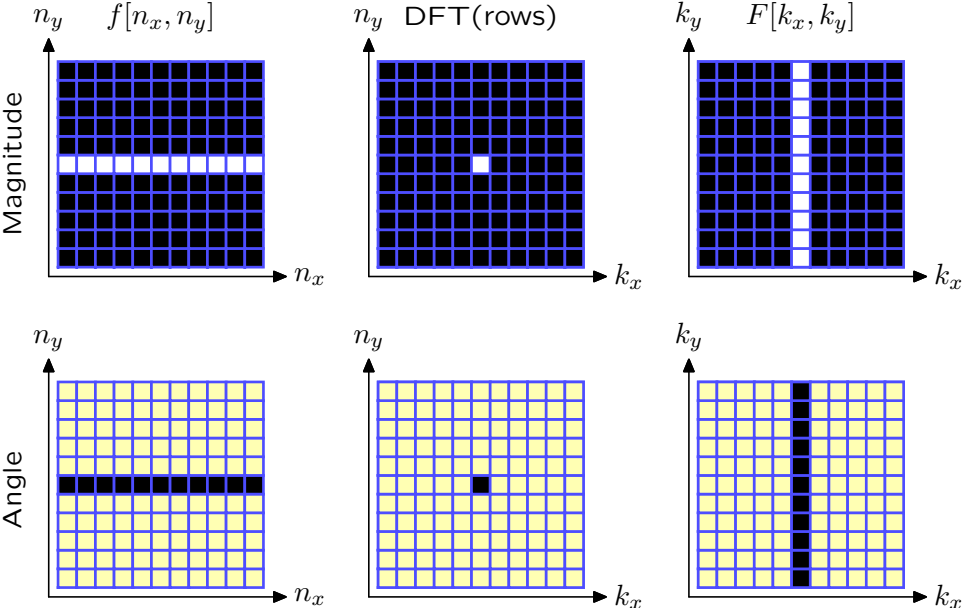 $n_y$ $f[n_x, n_y]$ $n_y$ DFT(rows) $k_y$ $F[k_x, k_y]$
Magnitude
$n_x$ $k_x$ $k_x$
$n_y$ $n_y$ $k_y$
Angle
$n_x$ $k_x$ $k_x$